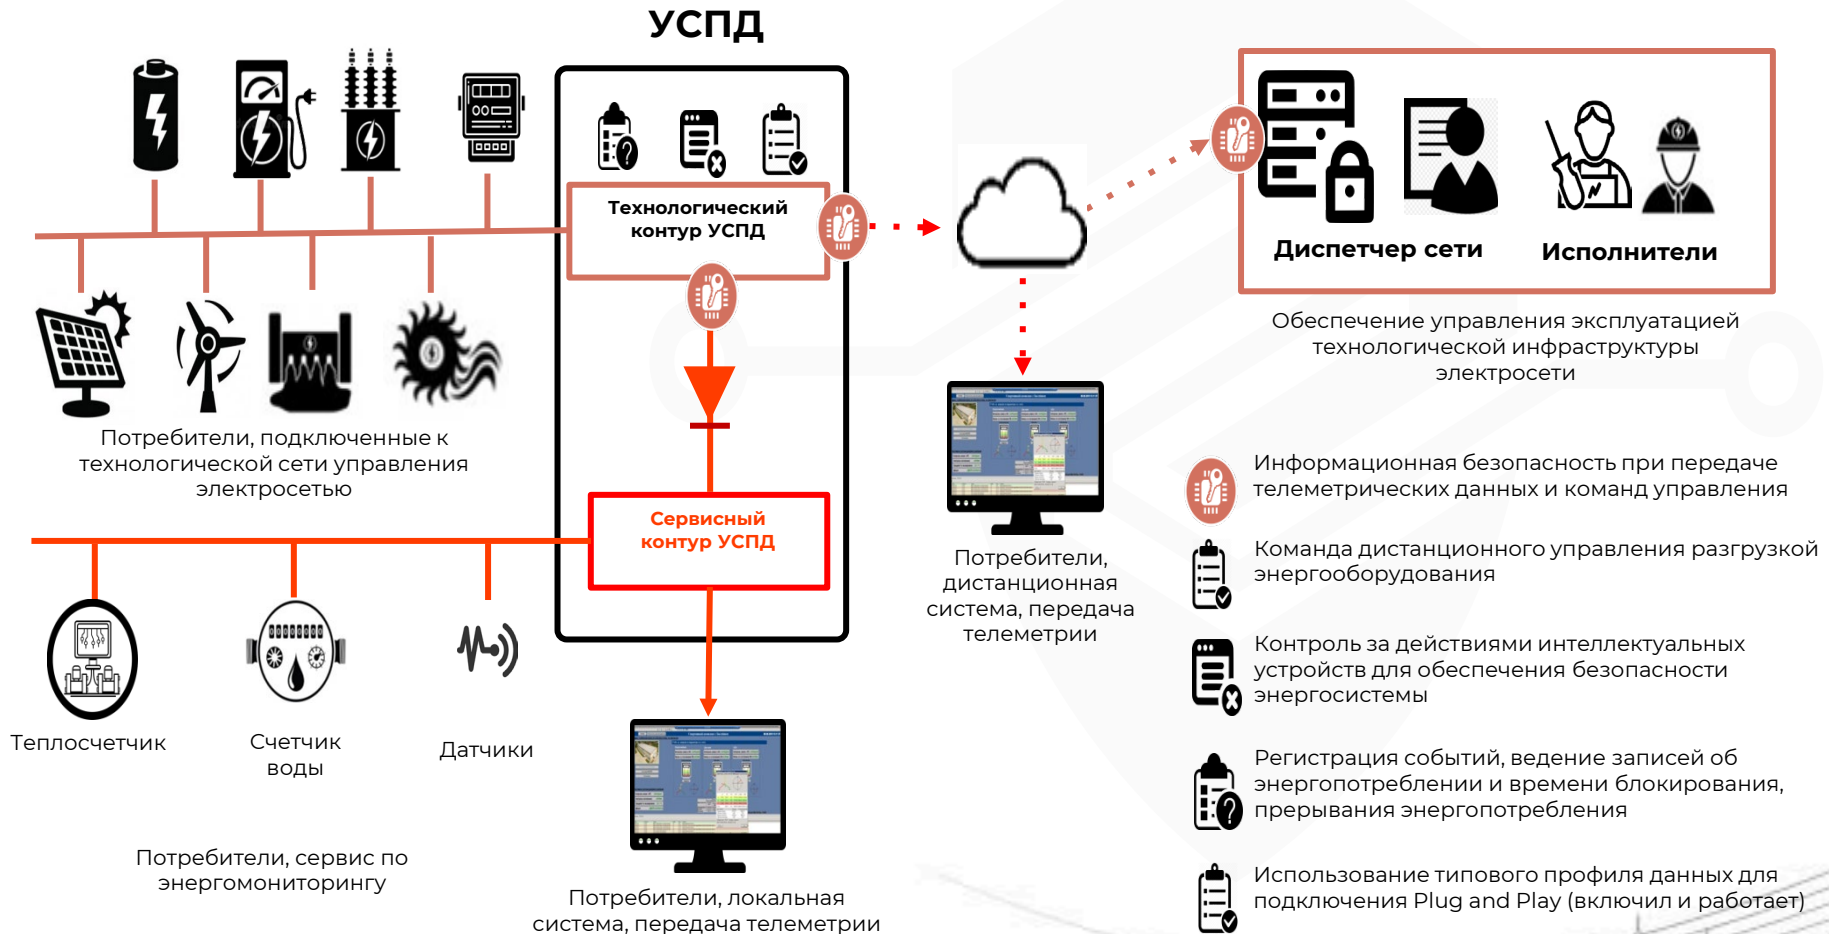 УСПД
Технологический
контур УСПД
Диспетчер сети
Исполнители
Обеспечение управления эксплуатацией
технологической инфраструктуры
электросети
Потребители, подключенные к
технологической сети управления
электросетью
Сервисный
контур УСПД
Потребители,
дистанционная
система, передача
телеметрии
Информационная безопасность при передаче
телеметрических данных и команд управления
Команда дистанционного управления разгрузкой
энергооборудования
Контроль за действиями интеллектуальных
устройств для обеспечения безопасности
энергосистемы
Регистрация событий, ведение записей об
энергопотреблении и времени блокирования,
прерывания энергопотребления
Использование типового профиля данных для
подключения Plug and Play (включил и работает)
Теплосчетчик
Счетчик
воды
Датчики
Потребители, сервис по
энергомониторингу
Потребители, локальная
система, передача телеметрии